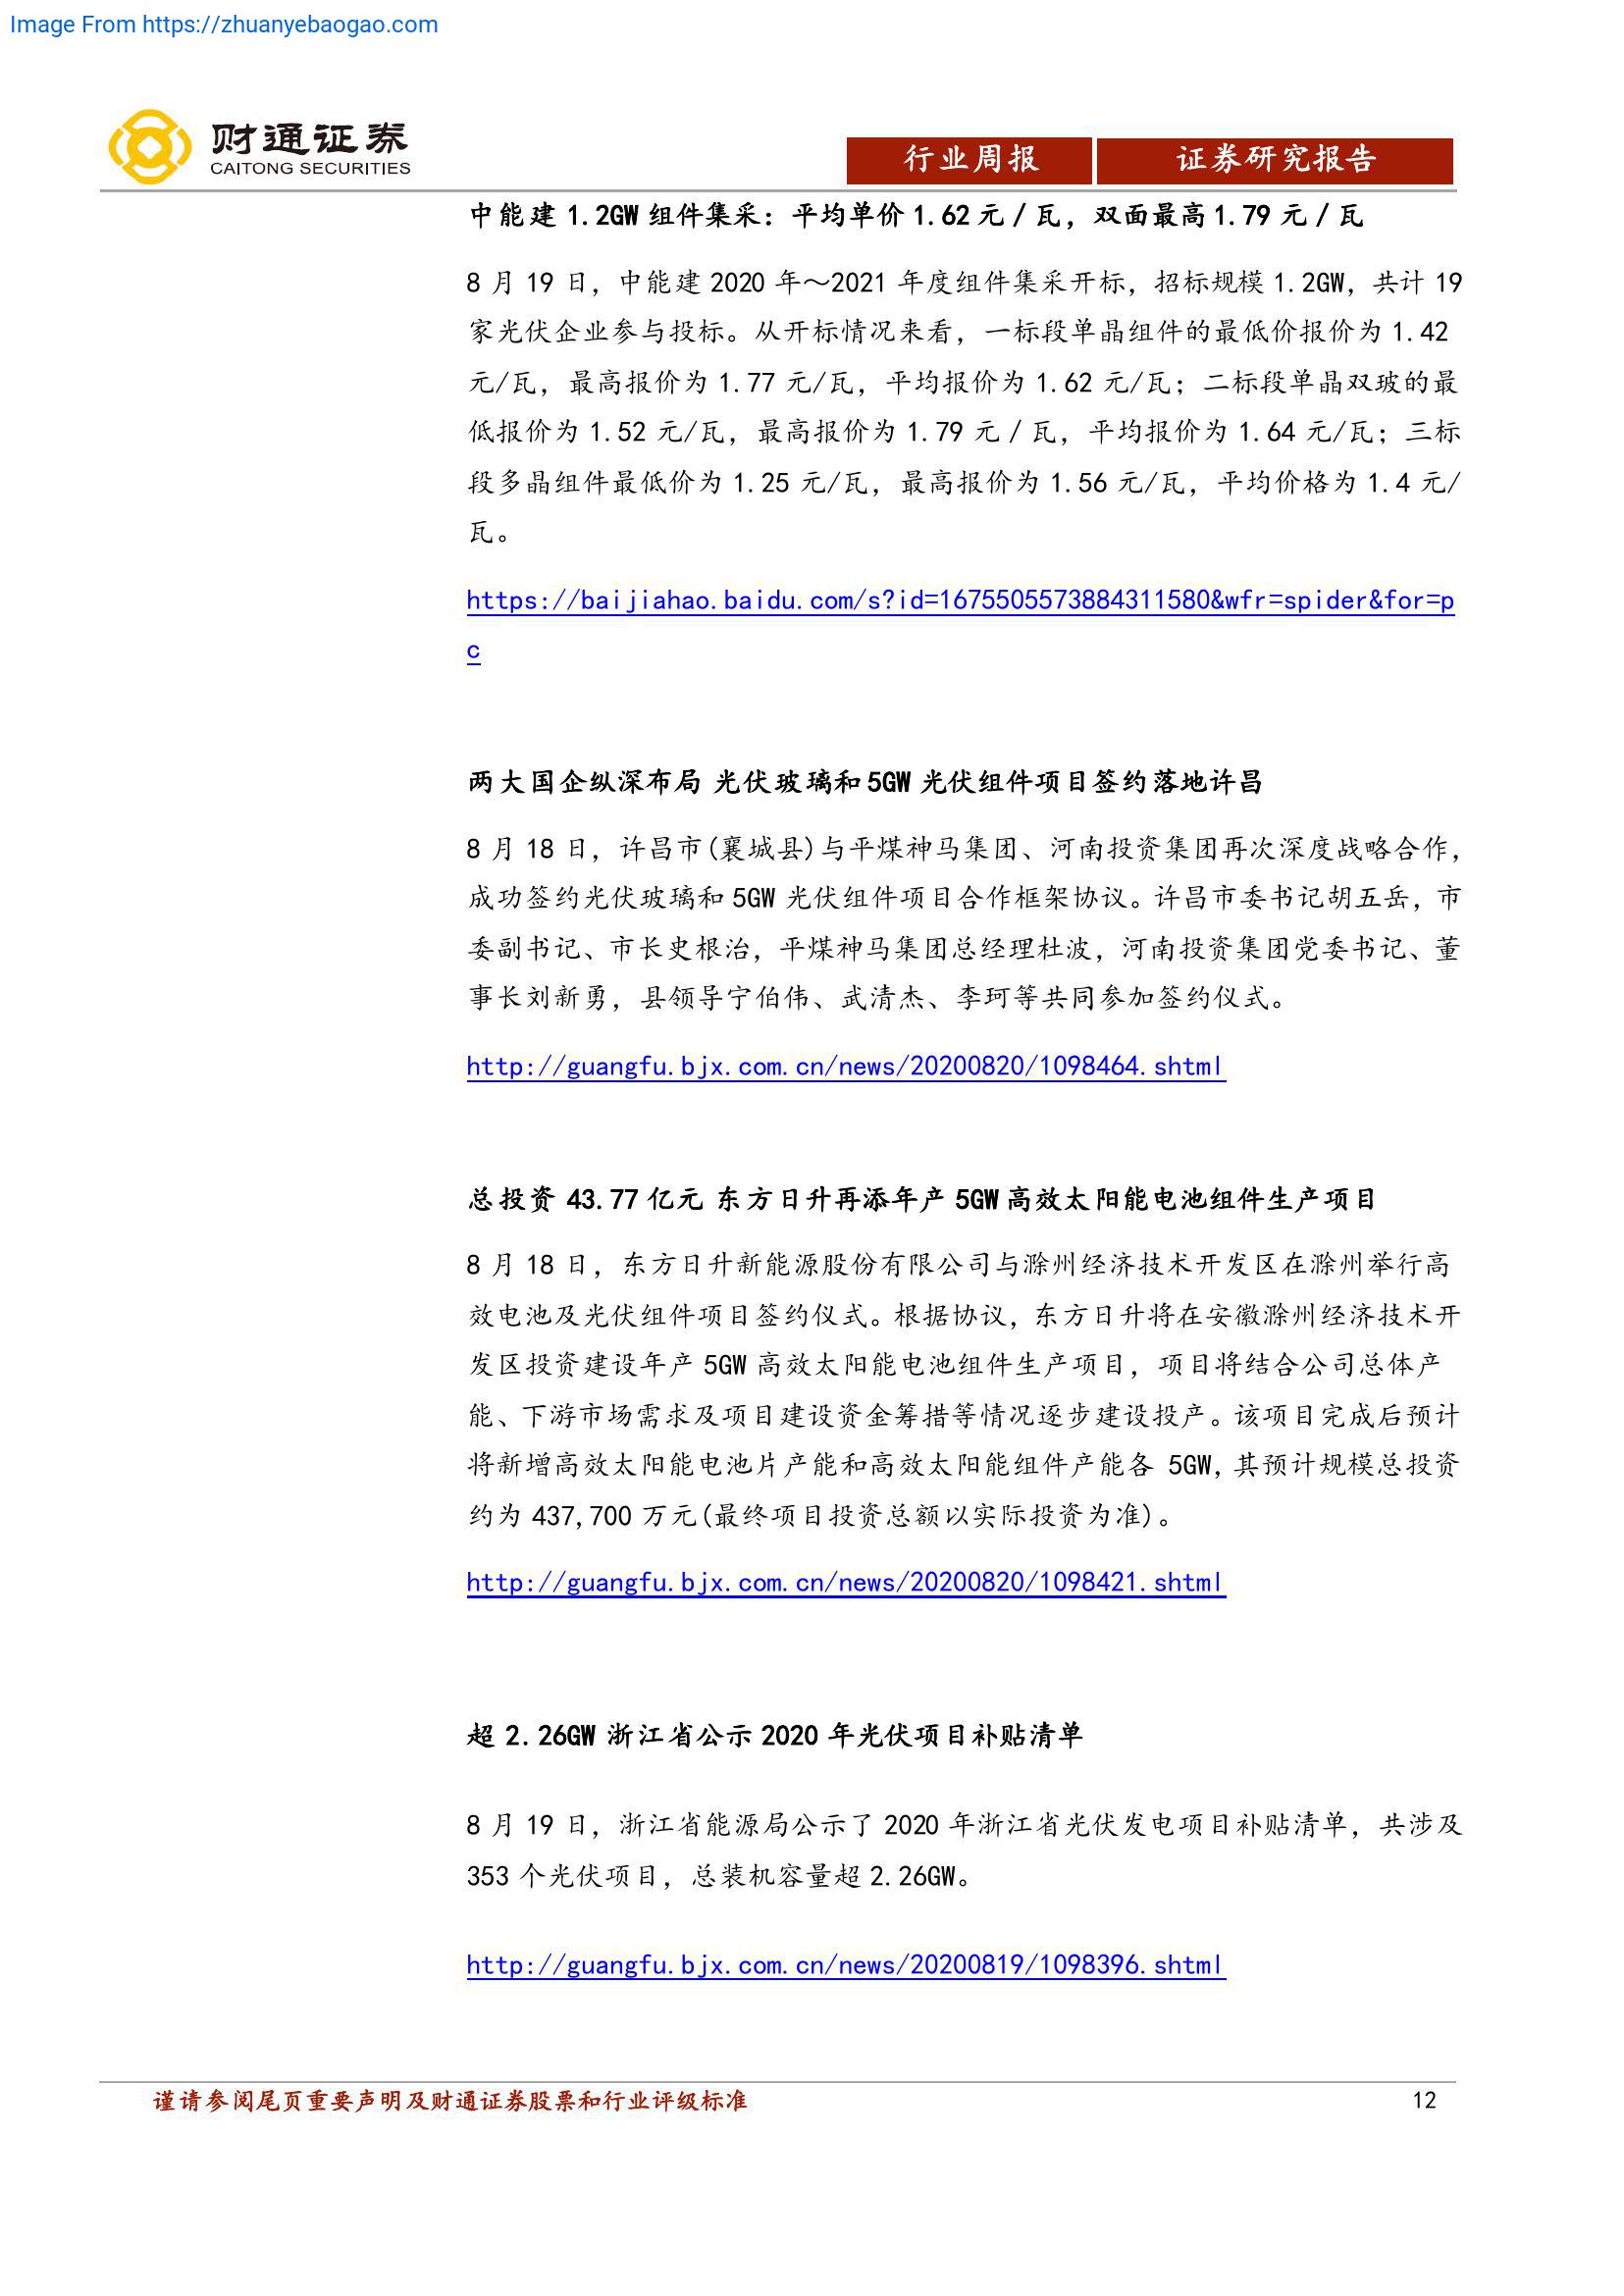 Image From https://zhuanyebaogao.com
财通证券
CAITONG SECURITIES
行业周报
证券研究报告
中能建 1.2GW 组件集采：平均单价 1.62 元／瓦，双面最高 1.79 元／瓦
8 月 19 日，中能建 2020 年～2021 年度组件集采开标，招标规模 1.2GW，共计 19
家光伏企业参与投标。从开标情况来看，一标段单晶组件的最低价报价为 1.42
元/瓦，最高报价为 1.77 元/瓦，平均报价为 1.62 元/瓦；二标段单晶双玻的最
低报价为 1.52 元/瓦，最高报价为 1.79 元／瓦，平均报价为 1.64 元/瓦；三标
段多晶组件最低价为 1.25 元/瓦，最高报价为 1.56 元/瓦，平均价格为 1.4 元/
瓦。
https://baijiahao.baidu.com/s?id=1675505573884311580&wfr=spider&for=p
c
两大国企纵深布局 光伏玻璃和 5GW 光伏组件项目签约落地许昌
8 月 18 日，许昌市(襄城县)与平煤神马集团、河南投资集团再次深度战略合作，
成功签约光伏玻璃和 5GW 光伏组件项目合作框架协议。许昌市委书记胡五岳，市
委副书记、市长史根治，平煤神马集团总经理杜波，河南投资集团党委书记、董
事长刘新勇，县领导宁伯伟、武清杰、李珂等共同参加签约仪式。
http://guangfu.bjx.com.cn/news/20200820/1098464.shtml
总投资 43.77 亿元 东方日升再添年产 5GW 高效太阳能电池组件生产项目
8 月 18 日，东方日升新能源股份有限公司与滁州经济技术开发区在滁州举行高
效电池及光伏组件项目签约仪式。根据协议，东方日升将在安徽滁州经济技术开
发区投资建设年产 5GW 高效太阳能电池组件生产项目，项目将结合公司总体产
能、下游市场需求及项目建设资金筹措等情况逐步建设投产。该项目完成后预计
将新增高效太阳能电池片产能和高效太阳能组件产能各 5GW,其预计规模总投资
约为 437,700 万元(最终项目投资总额以实际投资为准)。
http://guangfu.bjx.com.cn/news/20200820/1098421.shtml
超 2.26GW 浙江省公示 2020 年光伏项目补贴清单
8 月 19 日，浙江省能源局公示了 2020 年浙江省光伏发电项目补贴清单，共涉及
353 个光伏项目，总装机容量超 2.26GW。
http://guangfu.bjx.com.cn/news/20200819/1098396.shtml
谨请参阅尾页重要声明及财通证券股票和行业评级标准
12